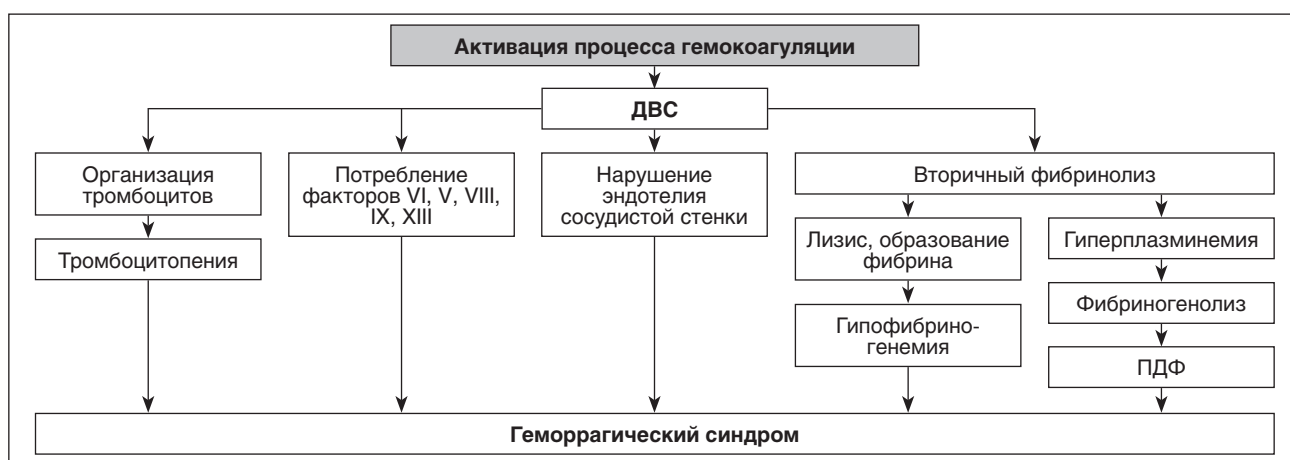 Активация процесса гемокоагуляции
ДВС
Организация
тромбоцитов
Тромбоцитопения
Потребление
факторов VI, V, VIII,
IX, XIII
Нарушение
эндотелия
сосудистой стенки
Вторичный фибринолиз
Лизис, образование
фибрина
Гипофибрино-
генемия
Гиперплазминемия
Фибриногенолиз
ПДФ
Геморрагический синдром